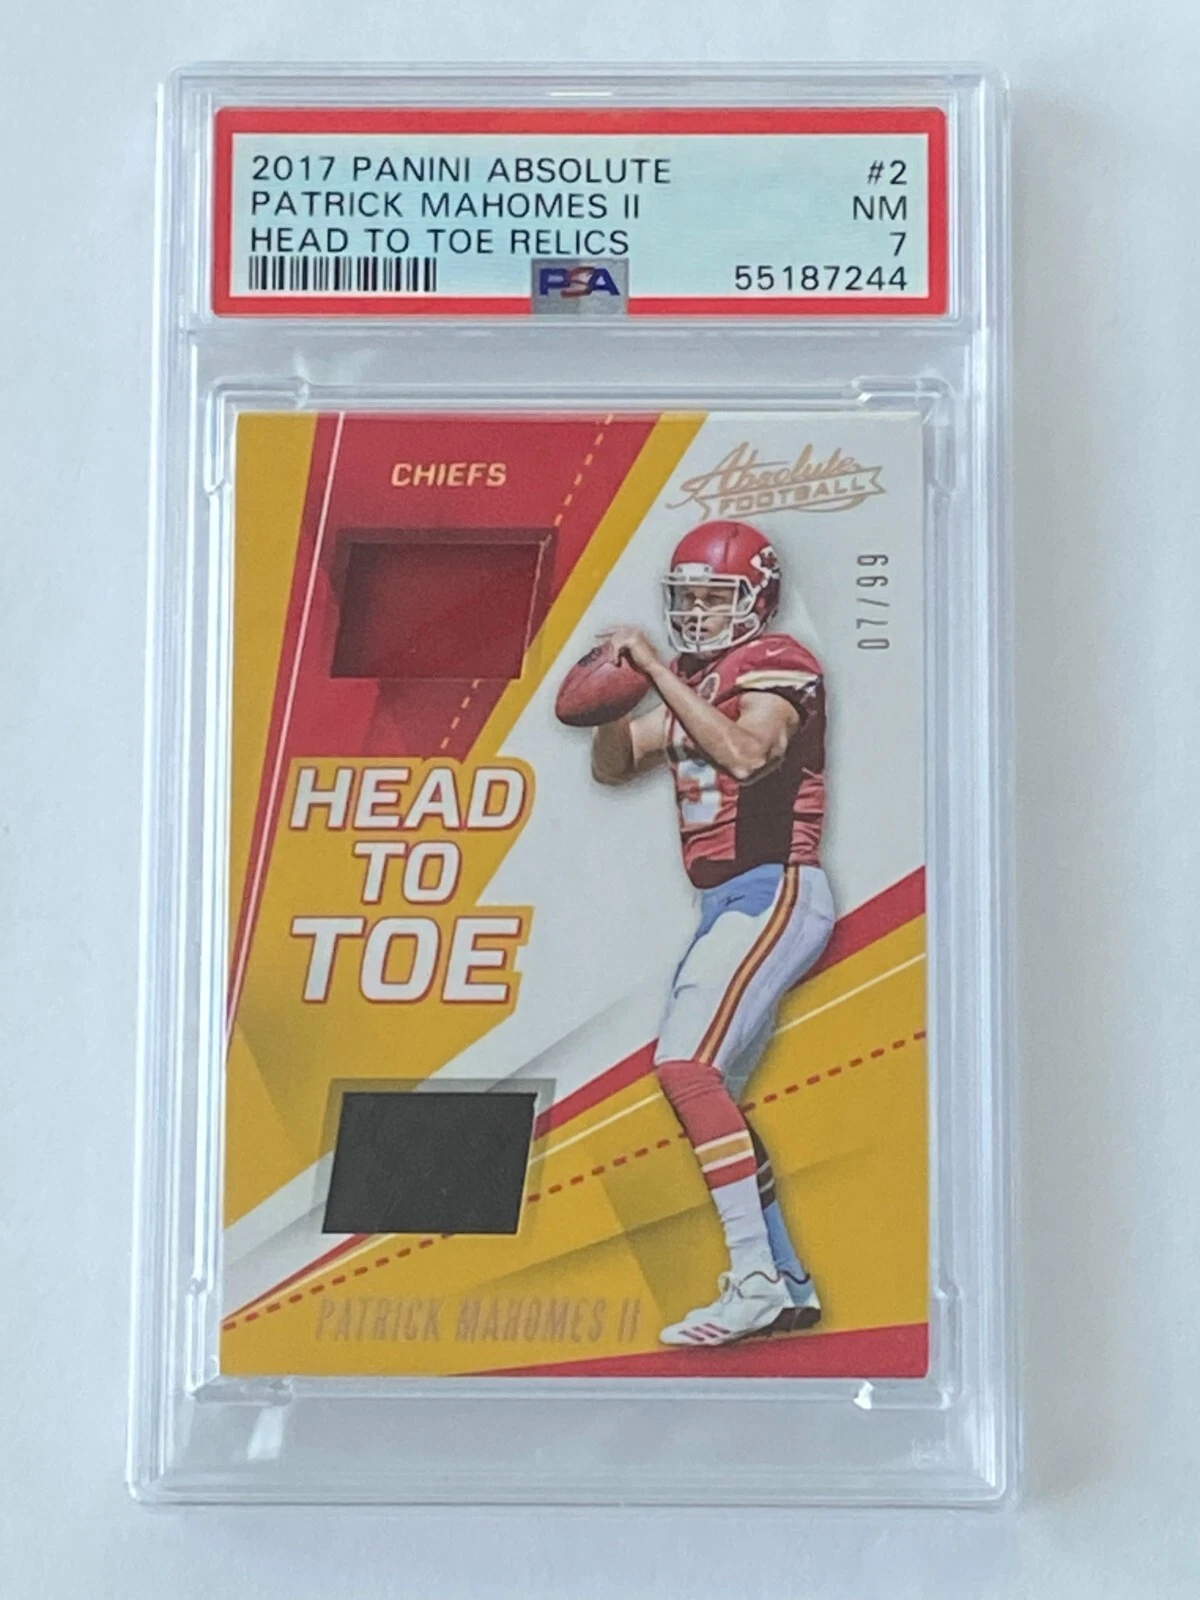 2017 PANINI ABSOLUTE #2
PATRICK MAHOMES II NM
HEAD TO TOE RELICS 7
PSA 55187244
CHIEFS
Absolute
FOOTBALL
07/99
HEAD
TO
TOE
PATRICK MAHOMES II